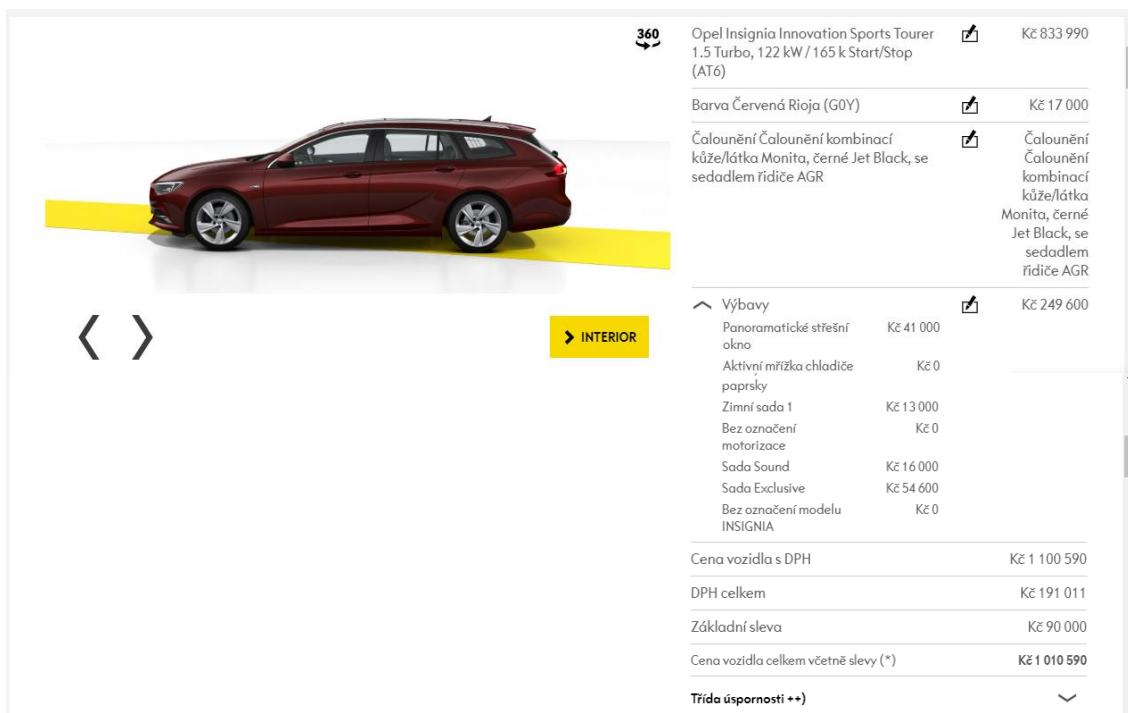 360
Opel Insignia Innovation Sports Tourer
1.5 Turbo, 122 kW / 165 k Start/Stop
(AT6)
Kč 833 990
Barva Červená Rioja (G0Y)
Kč 17 000
Čalounění Čalounění kombinací
kůže/látka Monita, černé Jet Black, se
sedadlem řidiče AGR
Čalounění
Čalounění
kombinací
kůže/látka
Monita, černé
Jet Black, se
sedadlem
řidiče AGR
INTERIOR
Výbavy
Kč 249 600
Panoramatické střešní
okno
Kč 41 000
Aktivní mřížka chladiče
Kč 0
paprsky
Zimní sada 1
Kč 13 000
Bez označení
motorizace
Kč 0
Sada Sound
Kč 16 000
Sada Exclusive
Kč 54 600
Bez označení modelu
INSIGNIA
Kč 0
Cena vozidla s DPH
Kč 1 100 590
DPH celkem
Kč 191 011
Základní sleva
Kč 90 000
Cena vozidla celkem včetně slevy (*)
Kč 1 010 590
Třída úspornosti ++)